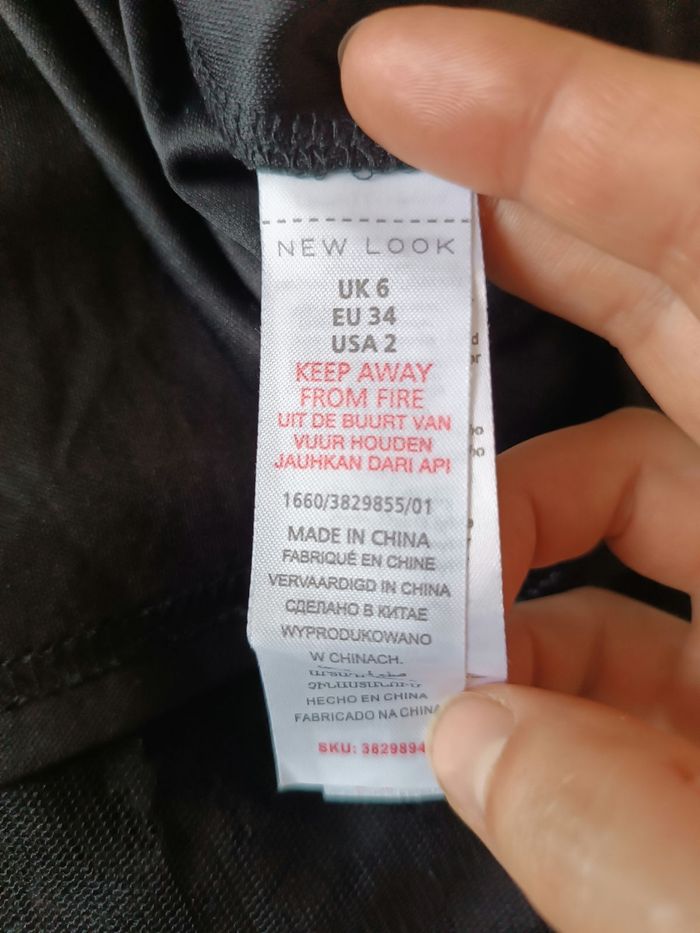 NEW LOOK
UK 6
EU 34
USA 2
KEEP AWAY
FROM FIRE
UIT DE BUURT VAN
VUUR HOUDEN
JAUHKAN DARI API
1660/3829855/01
MADE IN CHINA
FABRIQUÉ EN CHINE
VERVAARDIGD IN CHINA
СДЕЛАНО В КИТАЕ
WYPRODUKOWANO
W CHINACH.
HECHO EN CHINA
FABRICADO NA CHINA
SKU: 3829894